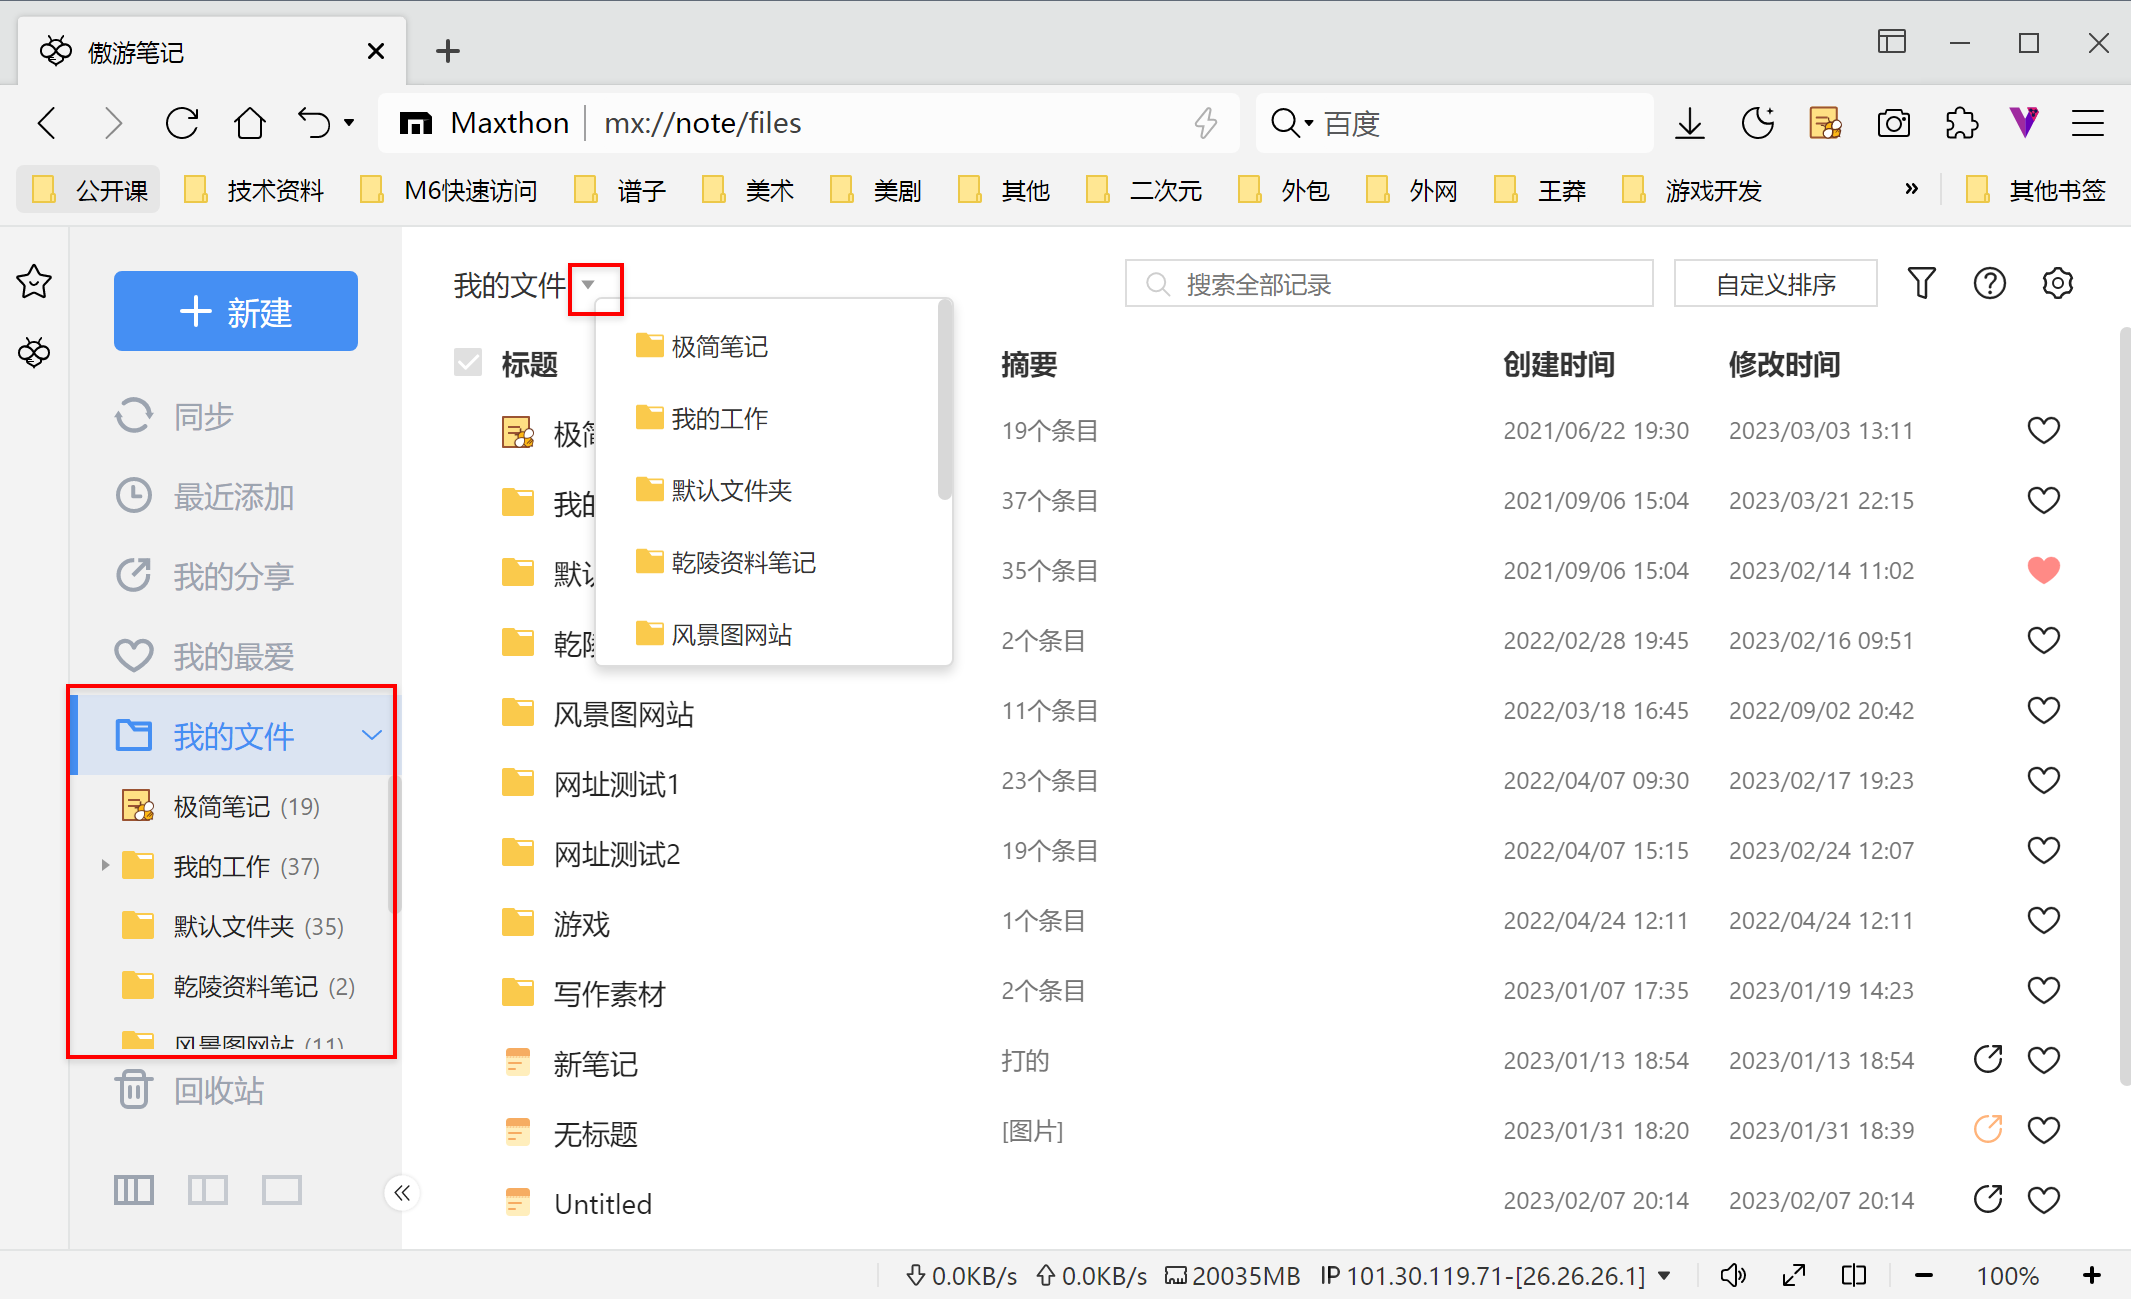 傲游笔记
Maxthon mx://note/files 百度
公开课 技术资料 M6快速访问 谱子 美术 美剧 其他 二次元 外包 外网 王莽 游戏开发 » 其他书签
新建
同步
最近添加
我的分享
我的最爱
我的文件
极简笔记 (19)
我的工作 (37)
默认文件夹 (35)
乾陵资料笔记 (2)
风景图网站 (11)
回收站
我的文件
搜索全部记录
自定义排序
极简笔记
我的工作
默认文件夹
乾陵资料笔记
风景图网站
标题 摘要 创建时间 修改时间
极简 19个条目 2021/06/22 19:30 2023/03/03 13:11
我的 37个条目 2021/09/06 15:04 2023/03/21 22:15
默认 35个条目 2021/09/06 15:04 2023/02/14 11:02
乾陵 2个条目 2022/02/28 19:45 2023/02/16 09:51
风景图网站 11个条目 2022/03/18 16:45 2022/09/02 20:42
网址测试1 23个条目 2022/04/07 09:30 2023/02/17 19:23
网址测试2 19个条目 2022/04/07 15:15 2023/02/24 12:07
游戏 1个条目 2022/04/24 12:11 2022/04/24 12:11
写作素材 2个条目 2023/01/07 17:35 2023/01/19 14:23
新笔记 打的 2023/01/13 18:54 2023/01/13 18:54
无标题 [图片] 2023/01/31 18:20 2023/01/31 18:39
Untitled 2023/02/07 20:14 2023/02/07 20:14
0.0KB/s 0.0KB/s 20035MB IP 101.30.119.71-[26.26.26.1] 100%